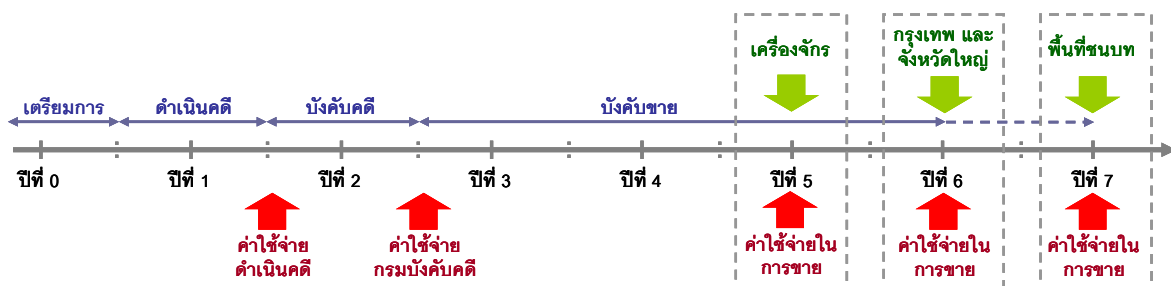 เครื่องจักร
กรุงเทพ และ
จังหวัดใหญ่
พื้นที่ชนบท
เตรียมการ
ดำเนินคดี
บังคับคดี
บังคับขาย
ปีที่ 0
ปีที่ 1
ปีที่ 2
ปีที่ 3
ปีที่ 4
ปีที่ 5
ปีที่ 6
ปีที่ 7
ค่าใช้จ่าย
ดำเนินคดี
ค่าใช้จ่าย
กรมบังคับคดี
ค่าใช้จ่ายใน
การขาย
ค่าใช้จ่ายใน
การขาย
ค่าใช้จ่ายใน
การขาย